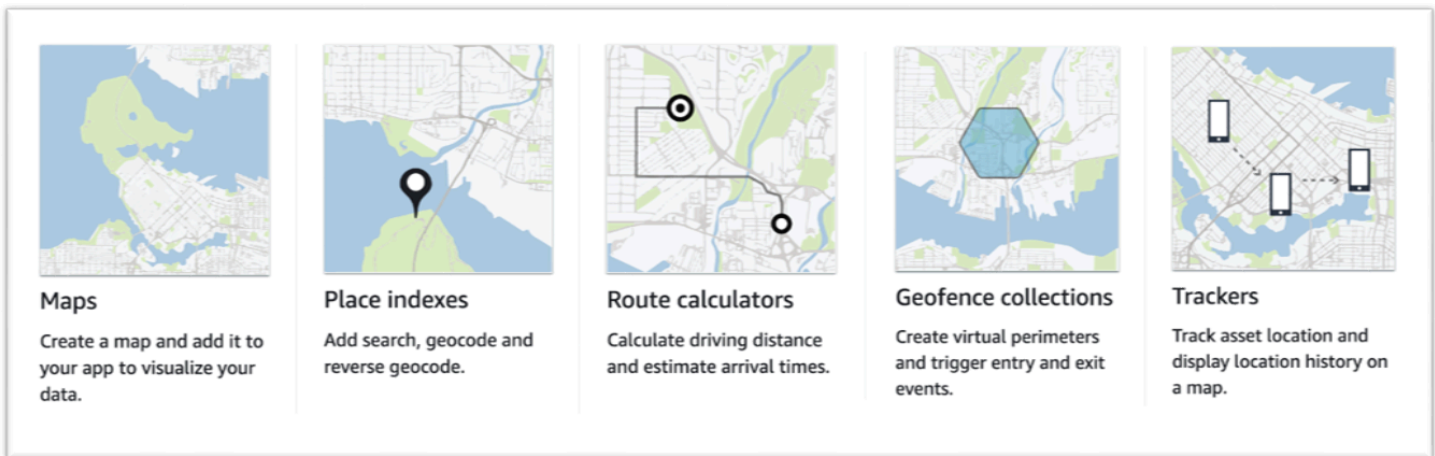 Maps
Create a map and add it to
your app to visualize your
data.
Place indexes
Add search, geocode and
reverse geocode.
Route calculators
Calculate driving distance
and estimate arrival times.
Geofence collections
Create virtual perimeters
and trigger entry and exit
events.
Trackers
Track asset location and
display location history on
a map.